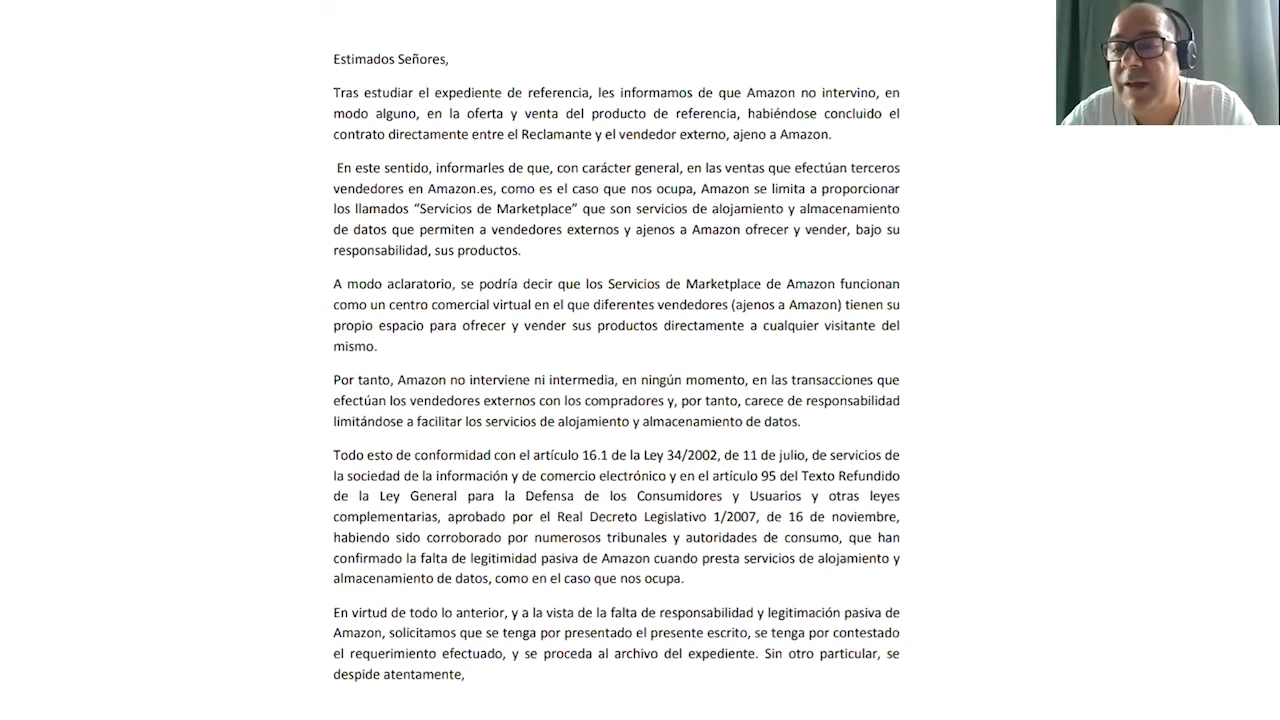 Estimados Señores,
Tras estudiar el expediente de referencia, les informamos de que Amazon no intervino, en
modo alguno, en la oferta y venta del producto de referencia, habiéndose concluido el
contrato directamente entre el Reclamante y el vendedor externo, ajeno a Amazon.
En este sentido, informarles de que, con carácter general, en las ventas que efectúan terceros
vendedores en Amazon.es, como es el caso que nos ocupa, Amazon se limita a proporcionar
los llamados “Servicios de Marketplace” que son servicios de alojamiento y almacenamiento
de datos que permiten a vendedores externos y ajenos a Amazon ofrecer y vender, bajo su
responsabilidad, sus productos.
A modo aclaratorio, se podría decir que los Servicios de Marketplace de Amazon funcionan
como un centro comercial virtual en el que diferentes vendedores (ajenos a Amazon) tienen su
propio espacio para ofrecer y vender sus productos directamente a cualquier visitante del
mismo.
Por tanto, Amazon no interviene ni intermedia, en ningún momento, en las transacciones que
efectúan los vendedores externos con los compradores y, por tanto, carece de responsabilidad
limitándose a facilitar los servicios de alojamiento y almacenamiento de datos.
Todo esto de conformidad con el artículo 16.1 de la Ley 34/2002, de 11 de julio, de servicios de
la sociedad de la información y de comercio electrónico y en el artículo 95 del Texto Refundido
de la Ley General para la Defensa de los Consumidores y Usuarios y otras leyes
complementarias, aprobado por el Real Decreto Legislativo 1/2007, de 16 de noviembre,
habiendo sido corroborado por numerosos tribunales y autoridades de consumo, que han
confirmado la falta de legitimidad pasiva de Amazon cuando presta servicios de alojamiento y
almacenamiento de datos, como en el caso que nos ocupa.
En virtud de todo lo anterior, y a la vista de la falta de responsabilidad y legitimación pasiva de
Amazon, solicitamos que se tenga por presentado el presente escrito, se tenga por contestado
el requerimiento efectuado, y se proceda al archivo del expediente. Sin otro particular, se
despide atentamente,